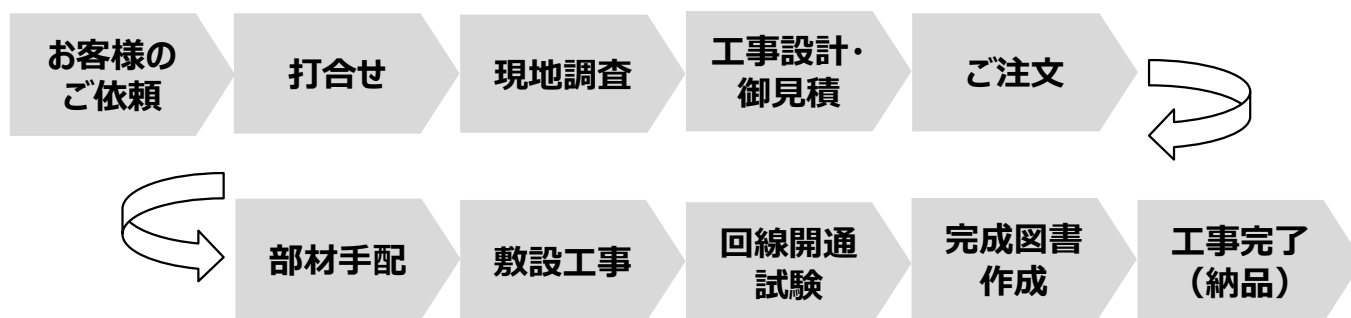 お客様の
ご依頼
打合せ
現地調査
工事設計・
御見積
ご注文
部材手配
敷設工事
回線開通
試験
完成図書
作成
工事完了
（納品）